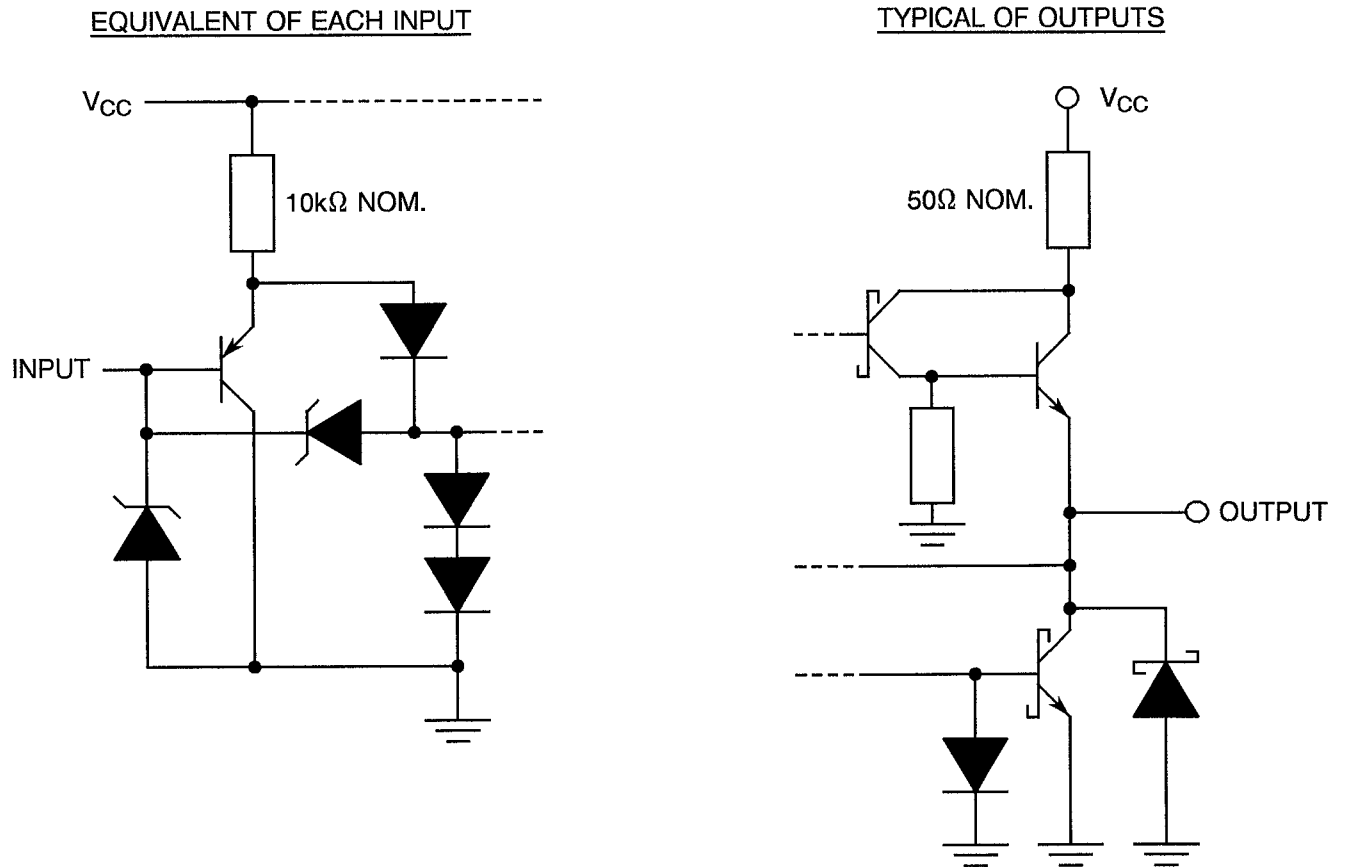 EQUIVALENT OF EACH INPUT
TYPICAL OF OUTPUTS
VCC
VCC
10kΩ NOM.
50Ω NOM.
INPUT
OUTPUT